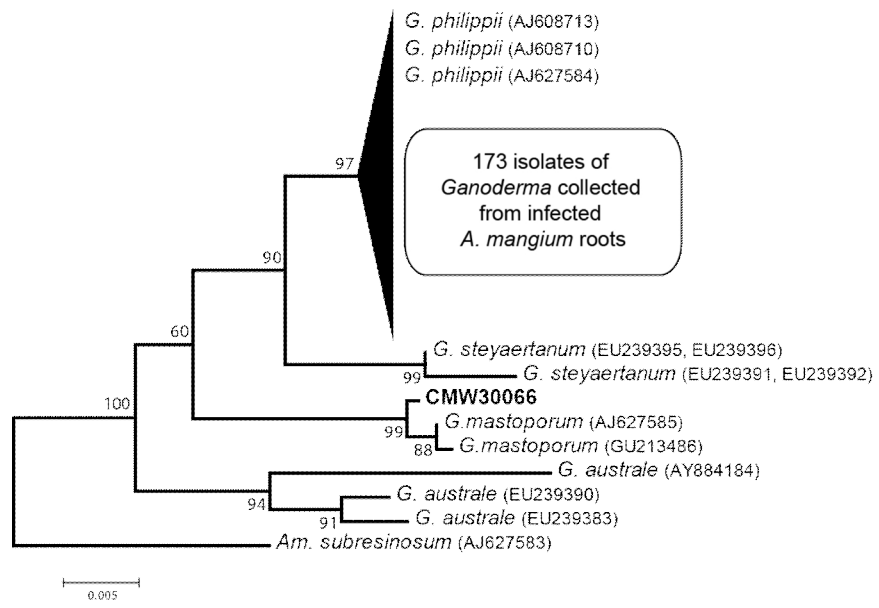 G. philippii (AJ608713)
G. philippii (AJ608710)
G. philippii (AJ627584)
97
173 isolates of
Ganoderma collected
from infected
A. mangium roots
90
60
G. steyaertanum (EU239395, EU239396)
99
G. steyaertanum (EU239391, EU239392)
CMW30066
100
99
G.mastoporum (AJ627585)
88
G.mastoporum (GU213486)
G. australe (AY884184)
94
G. australe (EU239390)
91
G. australe (EU239383)
Am. subresinosum (AJ627583)
0.005